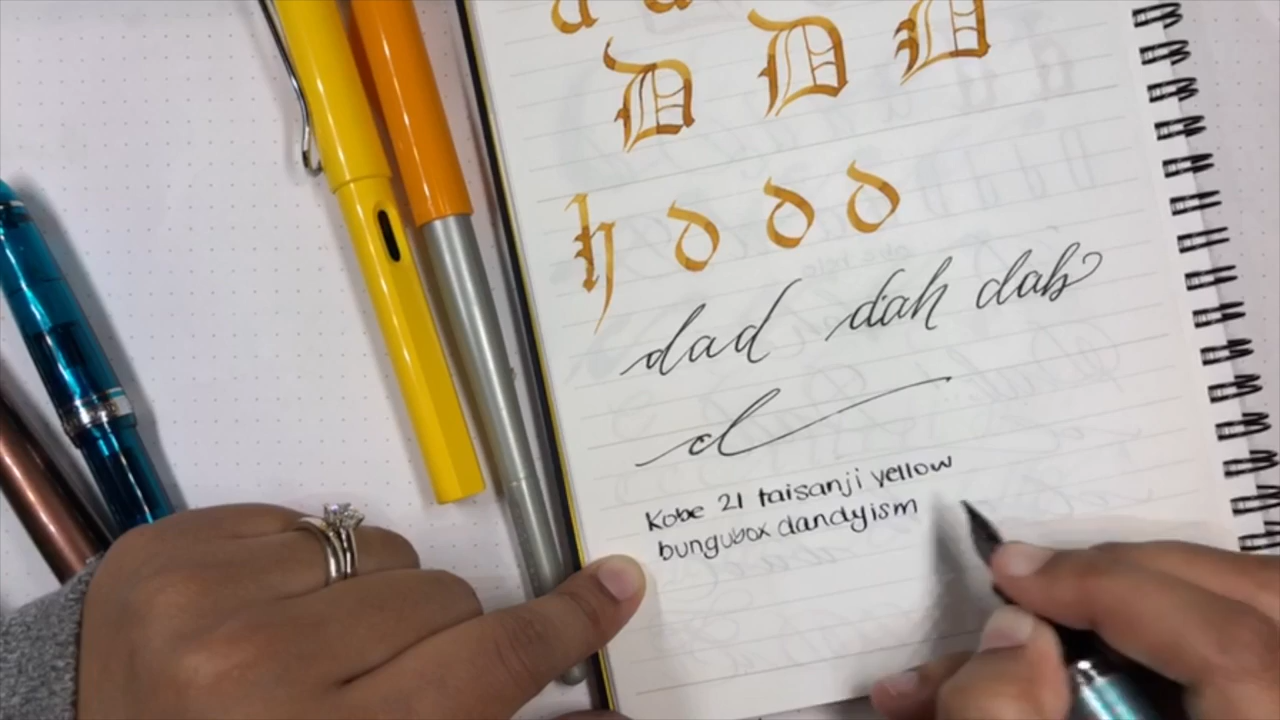 D D D
h d d d
dad dah dab
d
Kobe 21 taisanji yellow
bungubox dandyism